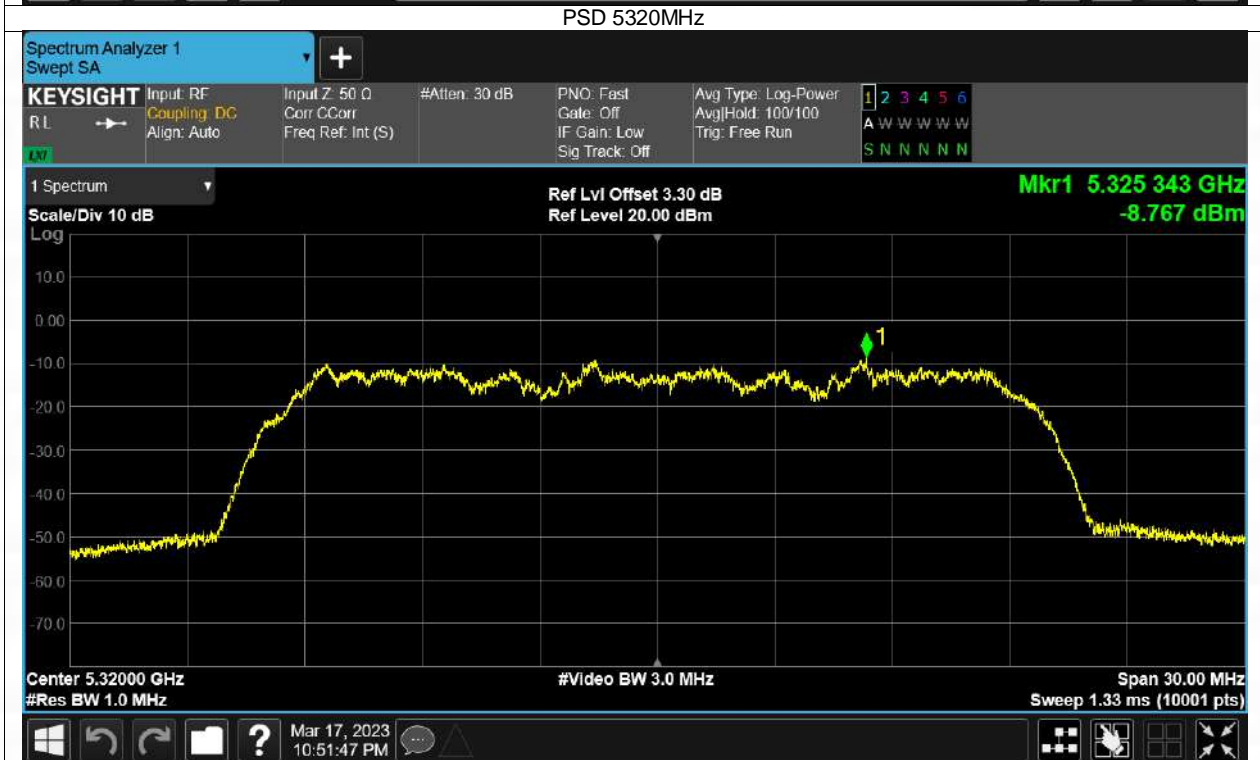 PSD 5320MHz
Spectrum Analyzer 1
Swept SA
+
KEYSIGHT
RL
LXI
Input: RF
Coupling: DC
Align: Auto
Input Z: 50 Ω
Corr CCorr
Freq Ref: Int (S)
#Atten: 30 dB
PNO: Fast
Gate: Off
IF Gain: Low
Sig Track: Off
Avg Type: Log-Power
Avg|Hold: 100/100
Trig: Free Run
1 2 3 4 5 6
A W W W W W
S N N N N N
1 Spectrum
Scale/Div 10 dB
Ref Lvl Offset 3.30 dB
Ref Level 20.00 dBm
Mkr1 5.325 343 GHz
-8.767 dBm
Log
10.0
0.00
-10.0
-20.0
-30.0
-40.0
-50.0
-60.0
-70.0
1
Center 5.32000 GHz
#Res BW 1.0 MHz
#Video BW 3.0 MHz
Span 30.00 MHz
Sweep 1.33 ms (10001 pts)
?
Mar 17, 2023
10:51:47 PM